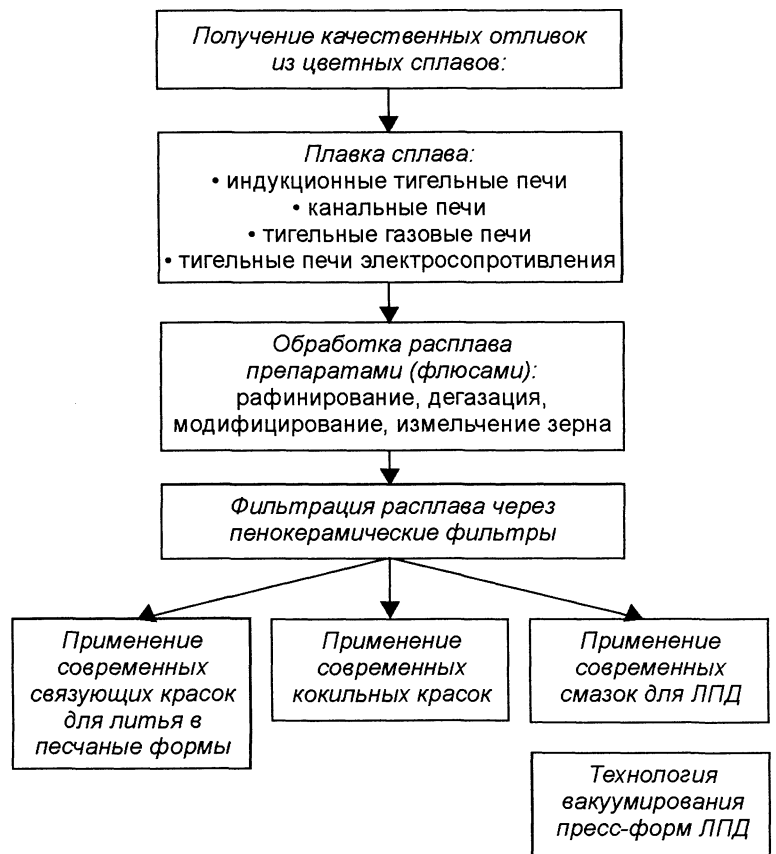 Получение качественных отливок
из цветных сплавов:
Плавка сплава:
• индукционные тигельные печи
• канальные печи
• тигельные газовые печи
• тигельные печи электросопротивления
Обработка расплава
препаратами (флюсами):
рафинирование, дегазация,
модифицирование, измельчение зерна
Фильтрация расплава через
пенокерамические фильтры
Применение
современных
связующих красок
для литья в
песчаные формы
Применение
современных
кокильных красок
Применение
современных
смазок для ЛПД
Технология
вакуумирования
пресс-форм ЛПД